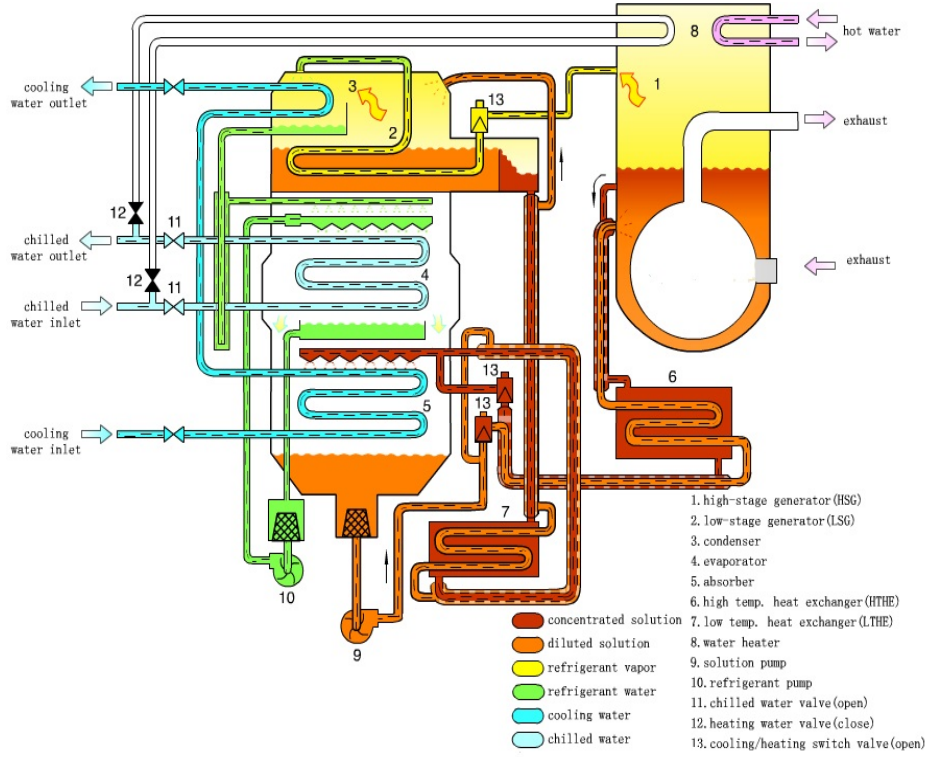 8
hot water
cooling
water outlet
3
1
13
2
exhaust
12
11
chilled
water outlet
4
exhaust
12
11
chilled
water inlet
13
6
13
5
cooling
water inlet
7
10
9
1.high-stage generator(HSG)
2.low-stage generator(LSG)
3.condenser
4.evaporator
5.absorber
6.high temp. heat exchanger(HTHE)
7.low temp. heat exchanger(LTHE)
8.water heater
9.solution pump
10.refrigerant pump
11.chilled water valve(open)
12.heating water valve(close)
13.cooling/heating switch valve(open)
concentrated solution
diluted solution
refrigerant vapor
refrigerant water
cooling water
chilled water